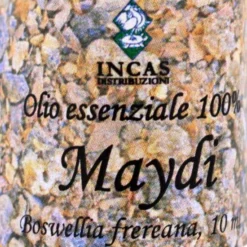 INCAS
DISTRIBUZIONI
Olio essenziale 100%
Maydi
Boswellia frereana, 10 m